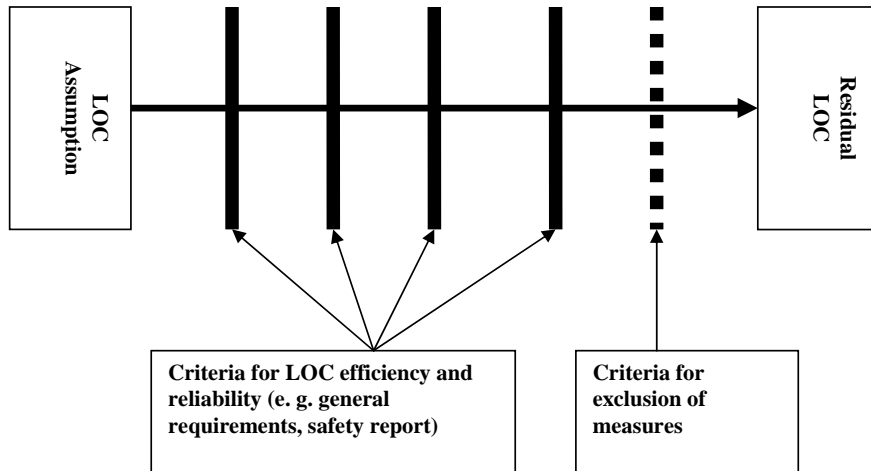 LOC
Assumption
Residual
LOC
Criteria for LOC efficiency and
reliability (e. g. general
requirements, safety report)
Criteria for
exclusion of
measures